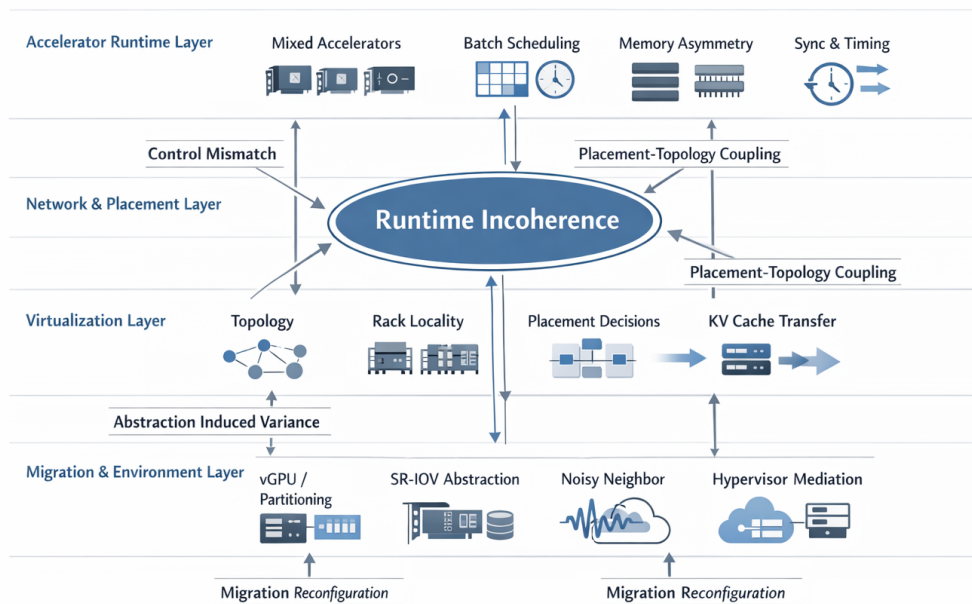 Accelerator Runtime Layer
Mixed Accelerators
Batch Scheduling
Memory Asymmetry
Sync & Timing
Control Mismatch
Placement-Topology Coupling
Network & Placement Layer
Runtime Incoherence
Placement-Topology Coupling
Virtualization Layer
Topology
Rack Locality
Placement Decisions
KV Cache Transfer
Abstraction Induced Variance
Migration & Environment Layer
vGPU /
Partitioning
SR-IOV Abstraction
Noisy Neighbor
Hypervisor Mediation
Migration Reconfiguration
Migration Reconfiguration